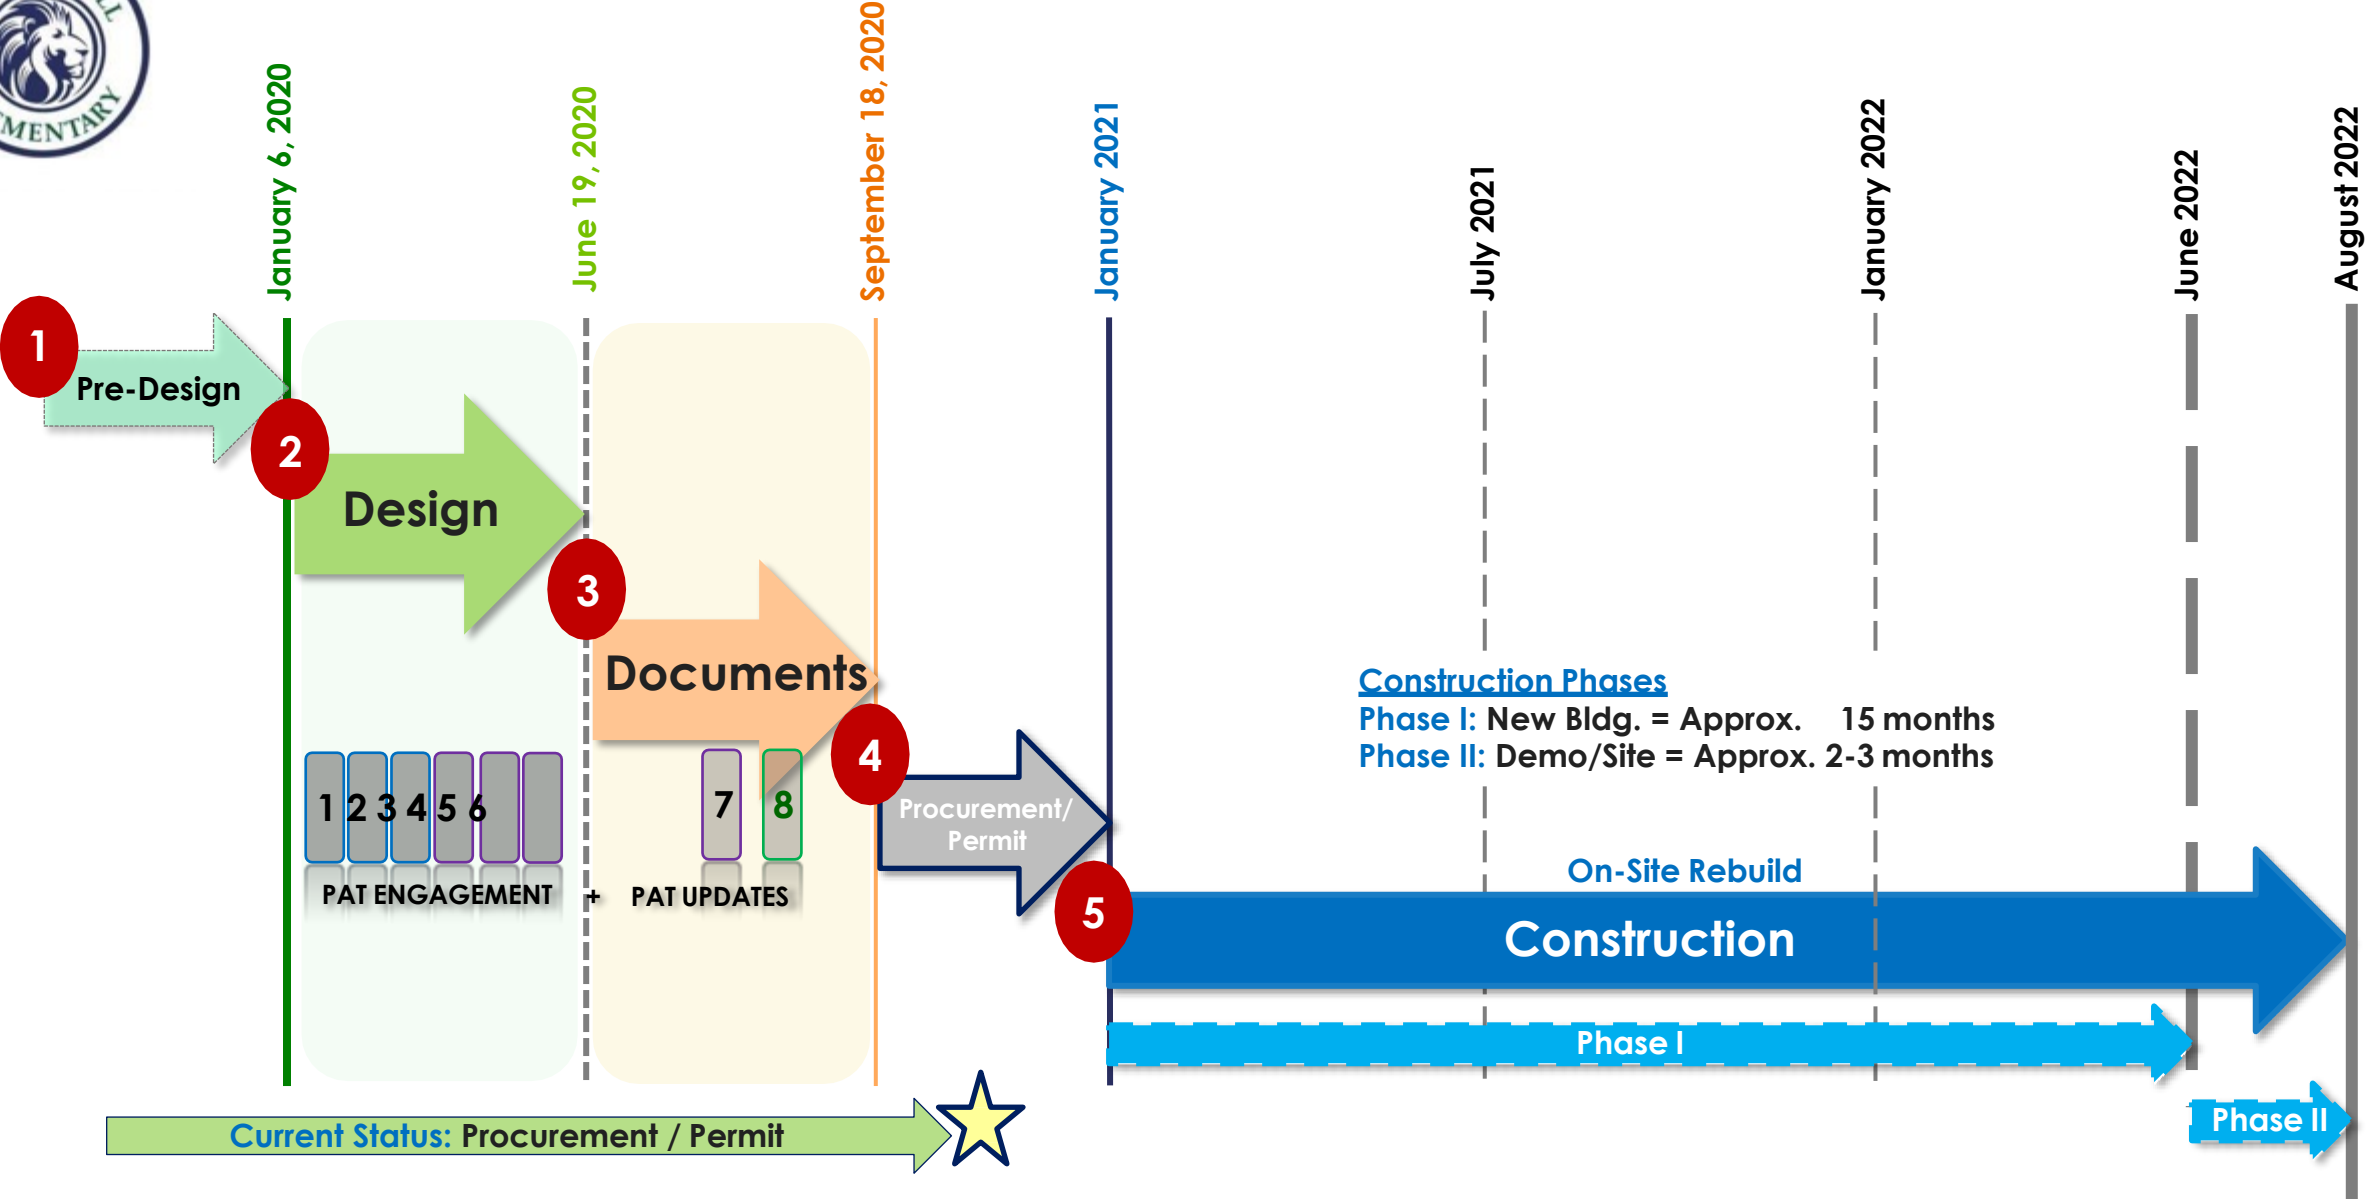 LL
MENTARY
January 6, 2020
June 19, 2020
September 18, 2020
January 2021
July 2021
January 2022
June 2022
August 2022
1
Pre-Design
2
Design
3
Documents
4
Procurement/
Permit
5
Construction Phases
Phase I: New Bldg. = Approx. 15 months
Phase II: Demo/Site = Approx. 2-3 months
1 2 3 4 5 6
7
8
PAT ENGAGEMENT + PAT UPDATES
On-Site Rebuild
Construction
Phase I
Phase II
Current Status: Procurement / Permit